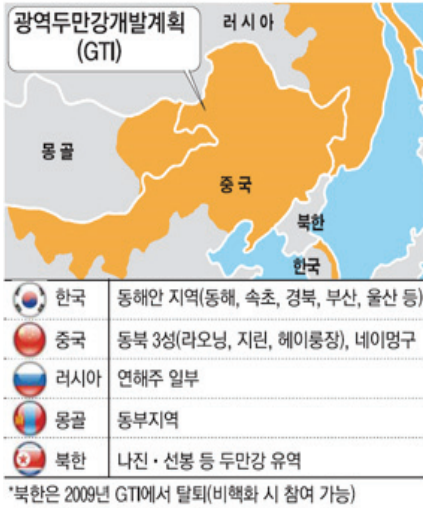 광역두만강개발계획
(GTI)
러시아
몽골
중국
북한
한국
한국 동해안 지역(동해, 속초, 경북, 부산, 울산 등)
중국 동북 3성(라오닝, 지린, 헤이룽장), 네이멍구
러시아 연해주 일부
몽골 동부지역
북한 나진·선봉 등 두만강 유역
*북한은 2009년 GTI에서 탈퇴(비핵화 시 참여 가능)